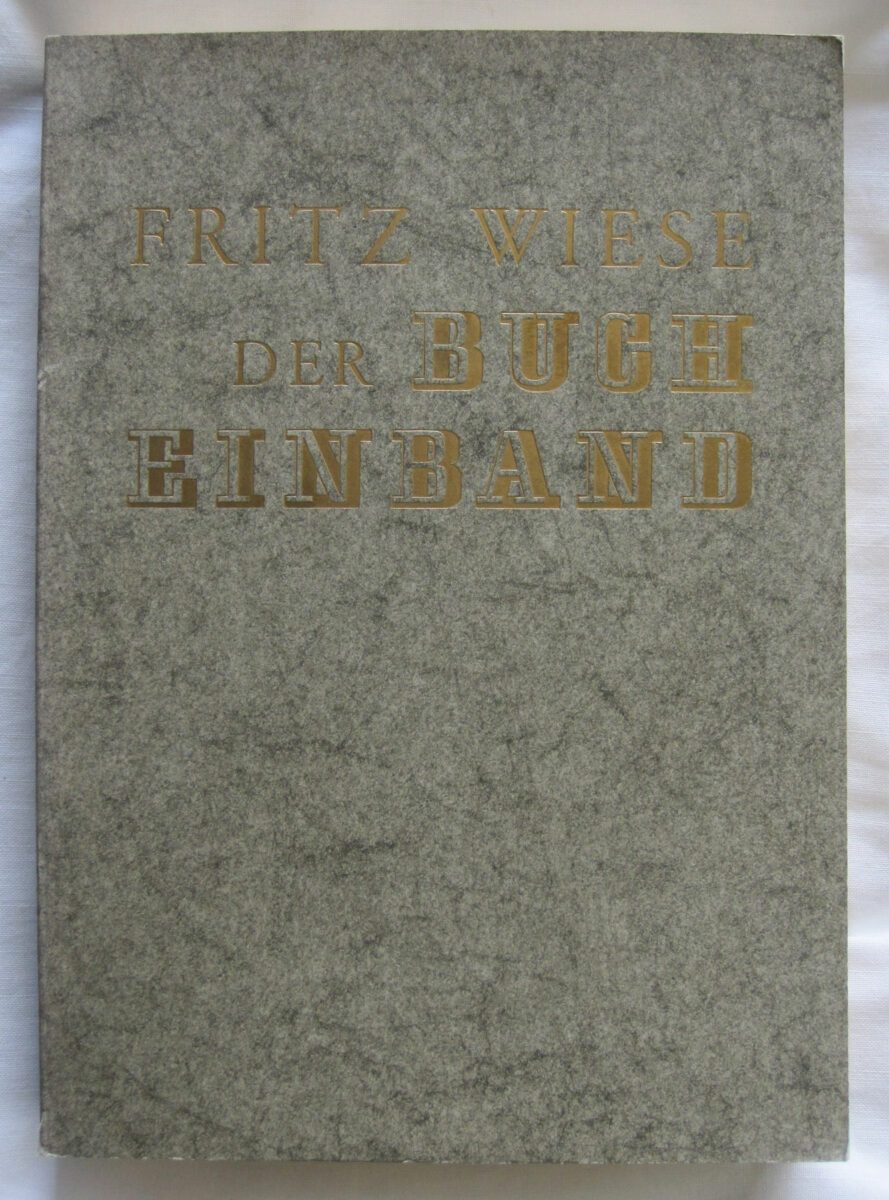 FRITZ WIESE
DER BUCH
EINBAND